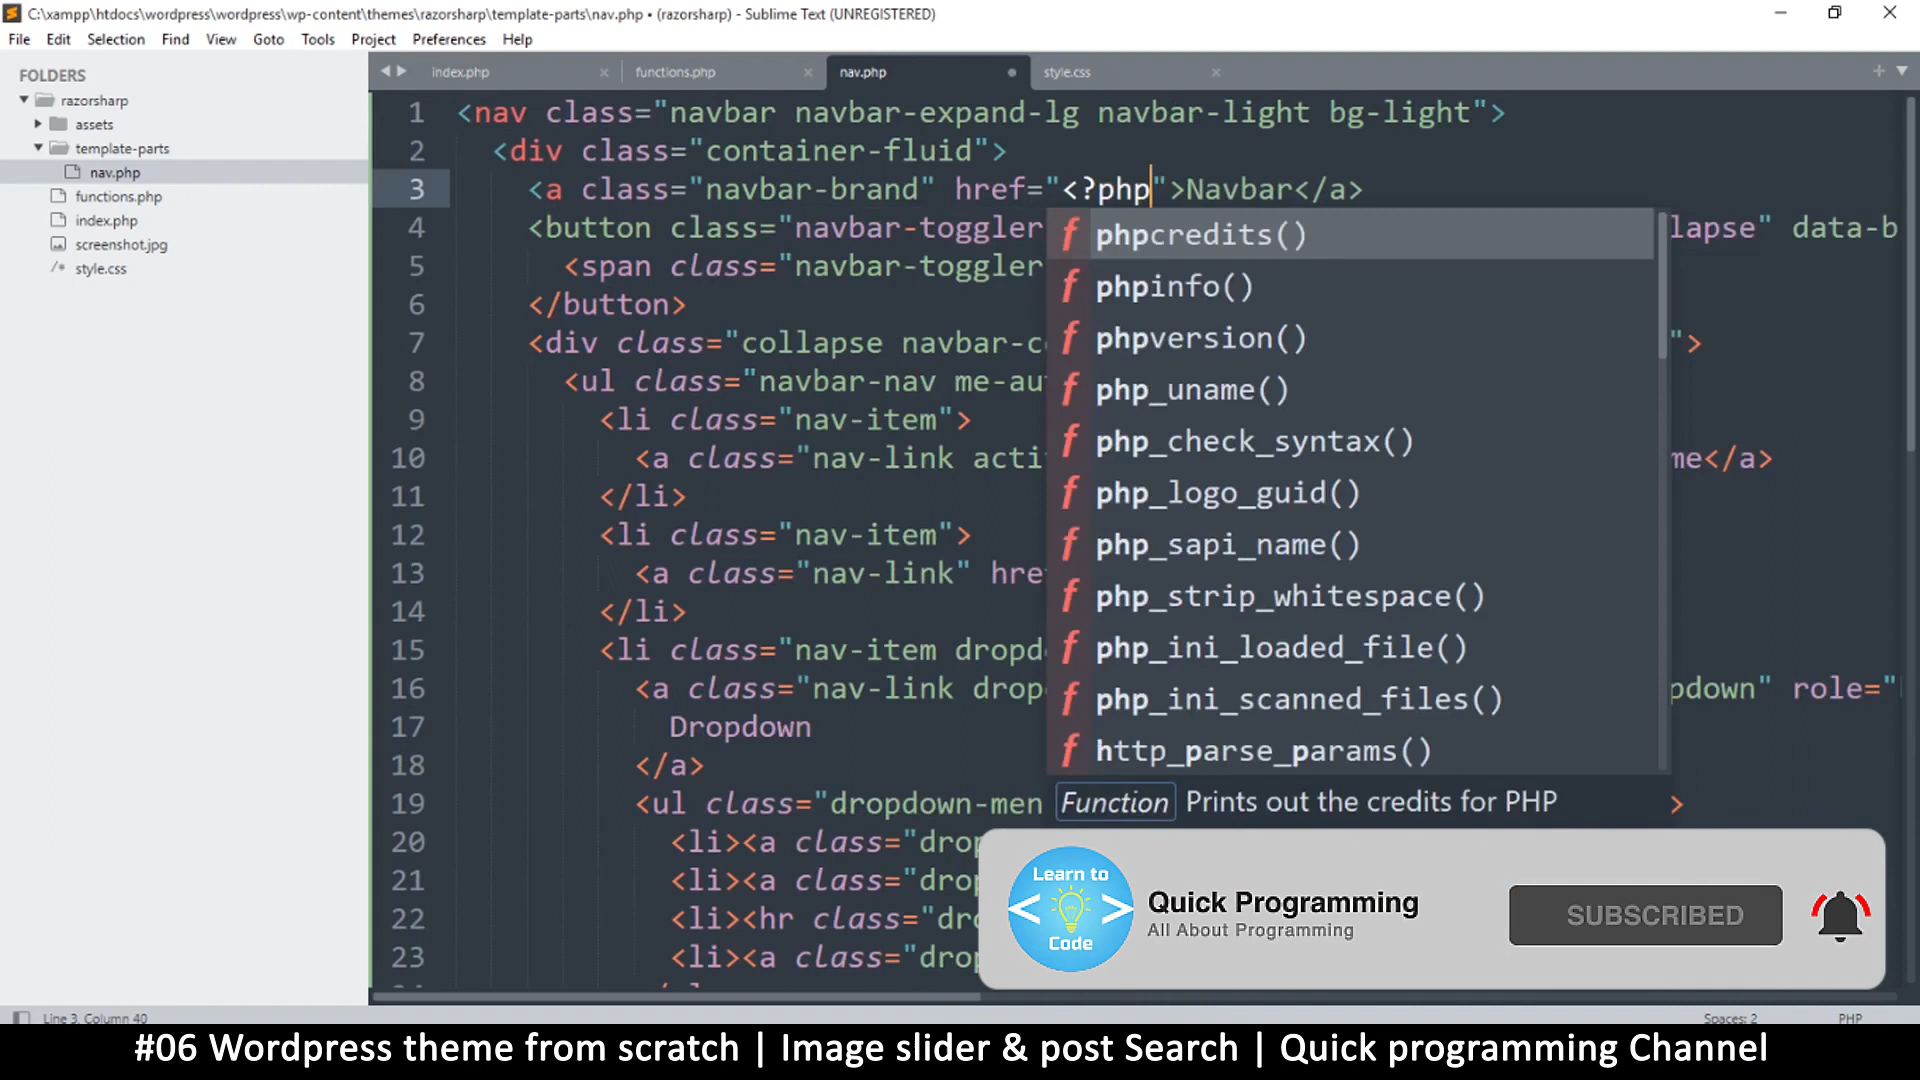 C:\xampp\htdocs\wordpress\wordpress\wp-content\themes\razorsharp\template-parts\nav.php • (razorsharp) - Sublime Text (UNREGISTERED)
File Edit Selection Find View Goto Tools Project Preferences Help
FOLDERS
razorsharp
assets
template-parts
nav.php
functions.php
index.php
screenshot.jpg
/* style.css
index.php functions.php nav.php style.css
1 <nav class="navbar navbar-expand-lg navbar-light bg-light">
2 <div class="container-fluid">
3 <a class="navbar-brand" href="<?php">Navbar</a>
4 <button class="navbar-toggler lapse" data-b
5 <span class="navbar-toggler
6 </button>
7 <div class="collapse navbar-c ">
8 <ul class="navbar-nav me-au
9 <li class="nav-item">
10 <a class="nav-link acti me</a>
11 </li>
12 <li class="nav-item">
13 <a class="nav-link" hre
14 </li>
15 <li class="nav-item dropd
16 <a class="nav-link drop pdown" role="
17 Dropdown
18 </a>
19 <ul class="dropdown-men >
20 <li><a class="drop
21 <li><a class="drop
22 <li><hr class="dro
23 <li><a class="drop
f phpcredits()
f phpinfo()
f phpversion()
f php_uname()
f php_check_syntax()
f php_logo_guid()
f php_sapi_name()
f php_strip_whitespace()
f php_ini_loaded_file()
f php_ini_scanned_files()
f http_parse_params()
Function Prints out the credits for PHP
Learn to
< >
Code
Quick Programming
All About Programming
SUBSCRIBED
Line 3, Column 40 Spaces: 2 PHP
#06 Wordpress theme from scratch | Image slider & post Search | Quick programming Channel